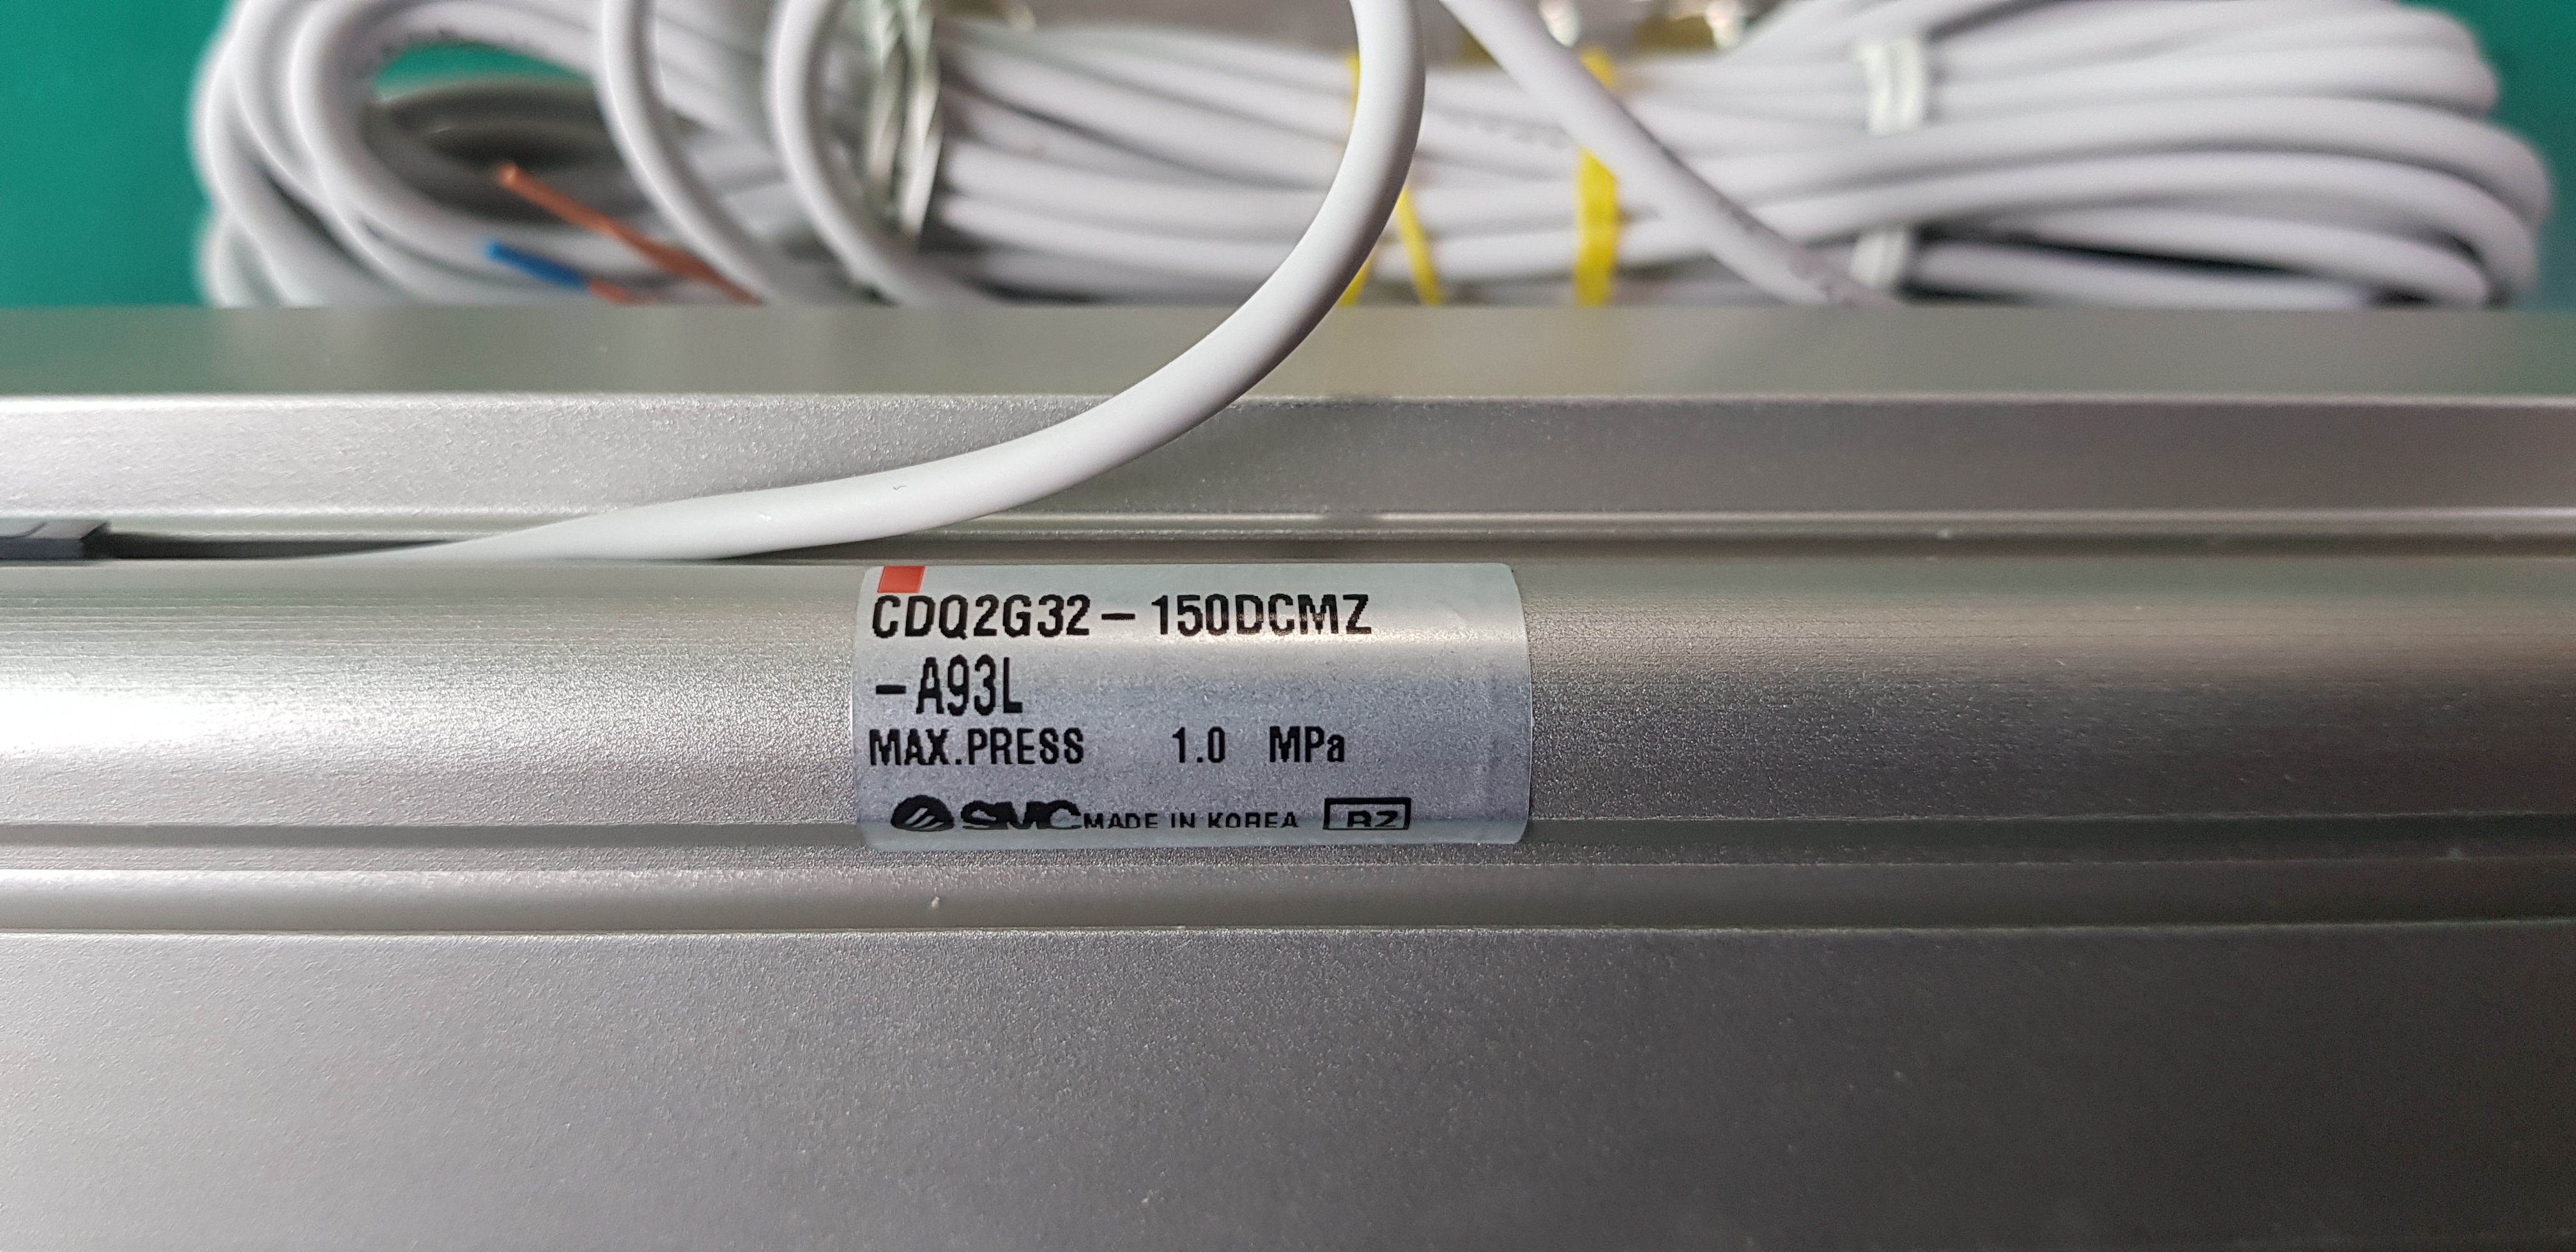 CDQ2G32-150DCMZ
-A93L
MAX.PRESS 1.0 MPa
SMC MADE IN KOREA